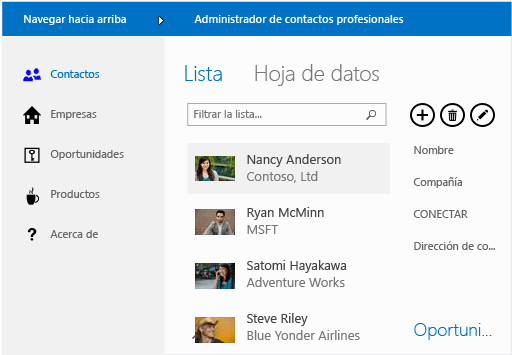 Navegar hacia arriba
Administrador de contactos profesionales
Contactos
Empresas
Oportunidades
Productos
? Acerca de
Lista
Hoja de datos
Filtrar la lista...
Nancy Anderson
Contoso, Ltd
Ryan McMinn
MSFT
Satomi Hayakawa
Adventure Works
Steve Riley
Blue Yonder Airlines
Nombre
Compañía
CONECTAR
Dirección de co...
Oportuni...